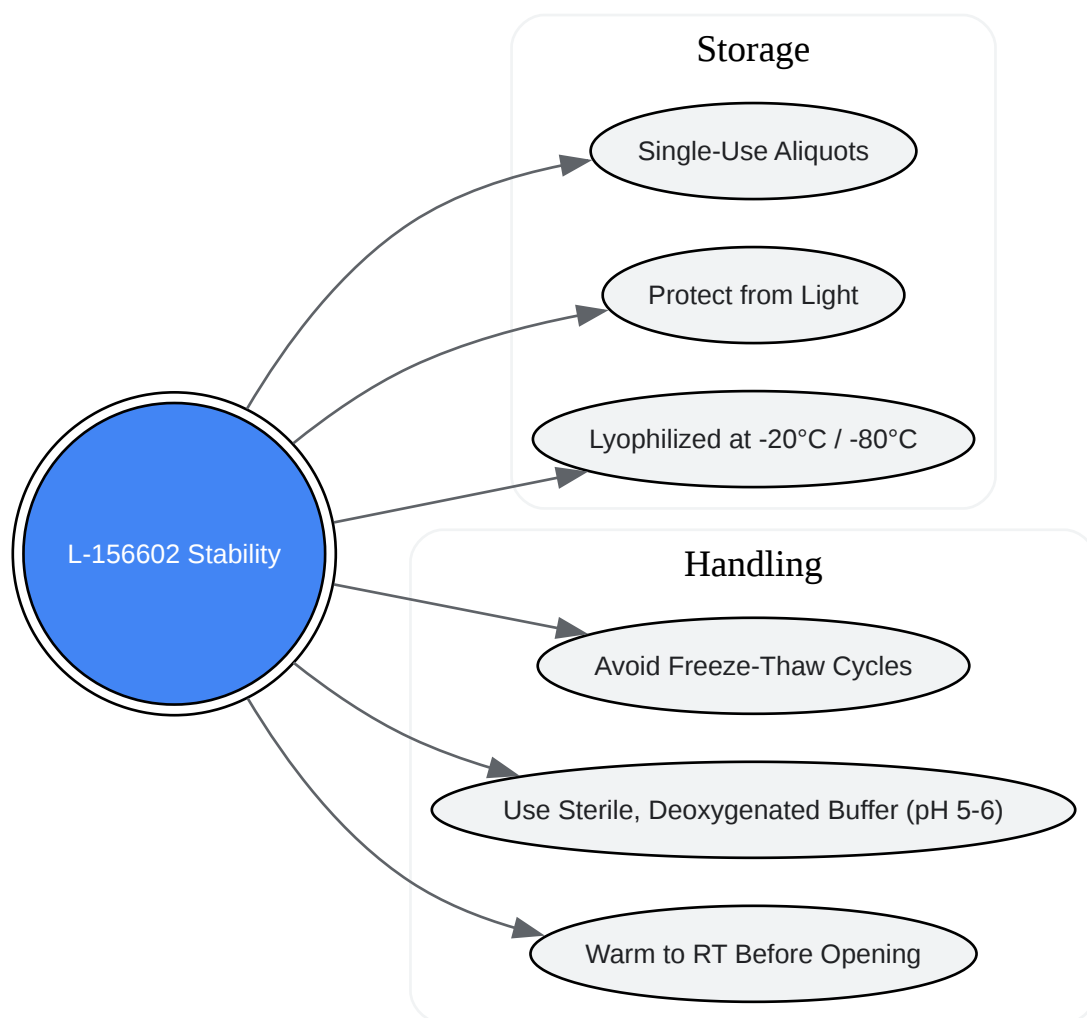 Storage
Single-Use Aliquots
Protect from Light
Lyophilized at -20°C / -80°C
L-156602 Stability
Handling
Avoid Freeze-Thaw Cycles
Use Sterile, Deoxygenated Buffer (pH 5-6)
Warm to RT Before Opening